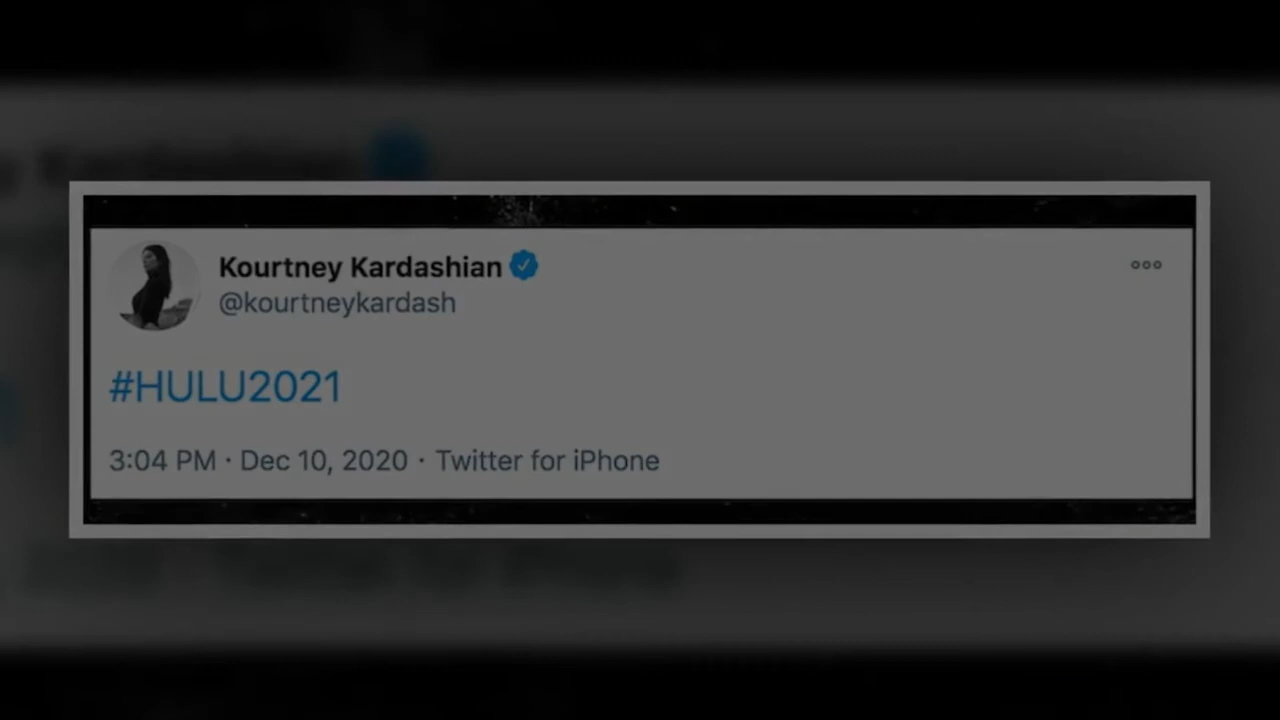 Kourtney Kardashian
@kourtneykardash
#HULU2021
3:04 PM · Dec 10, 2020 · Twitter for iPhone